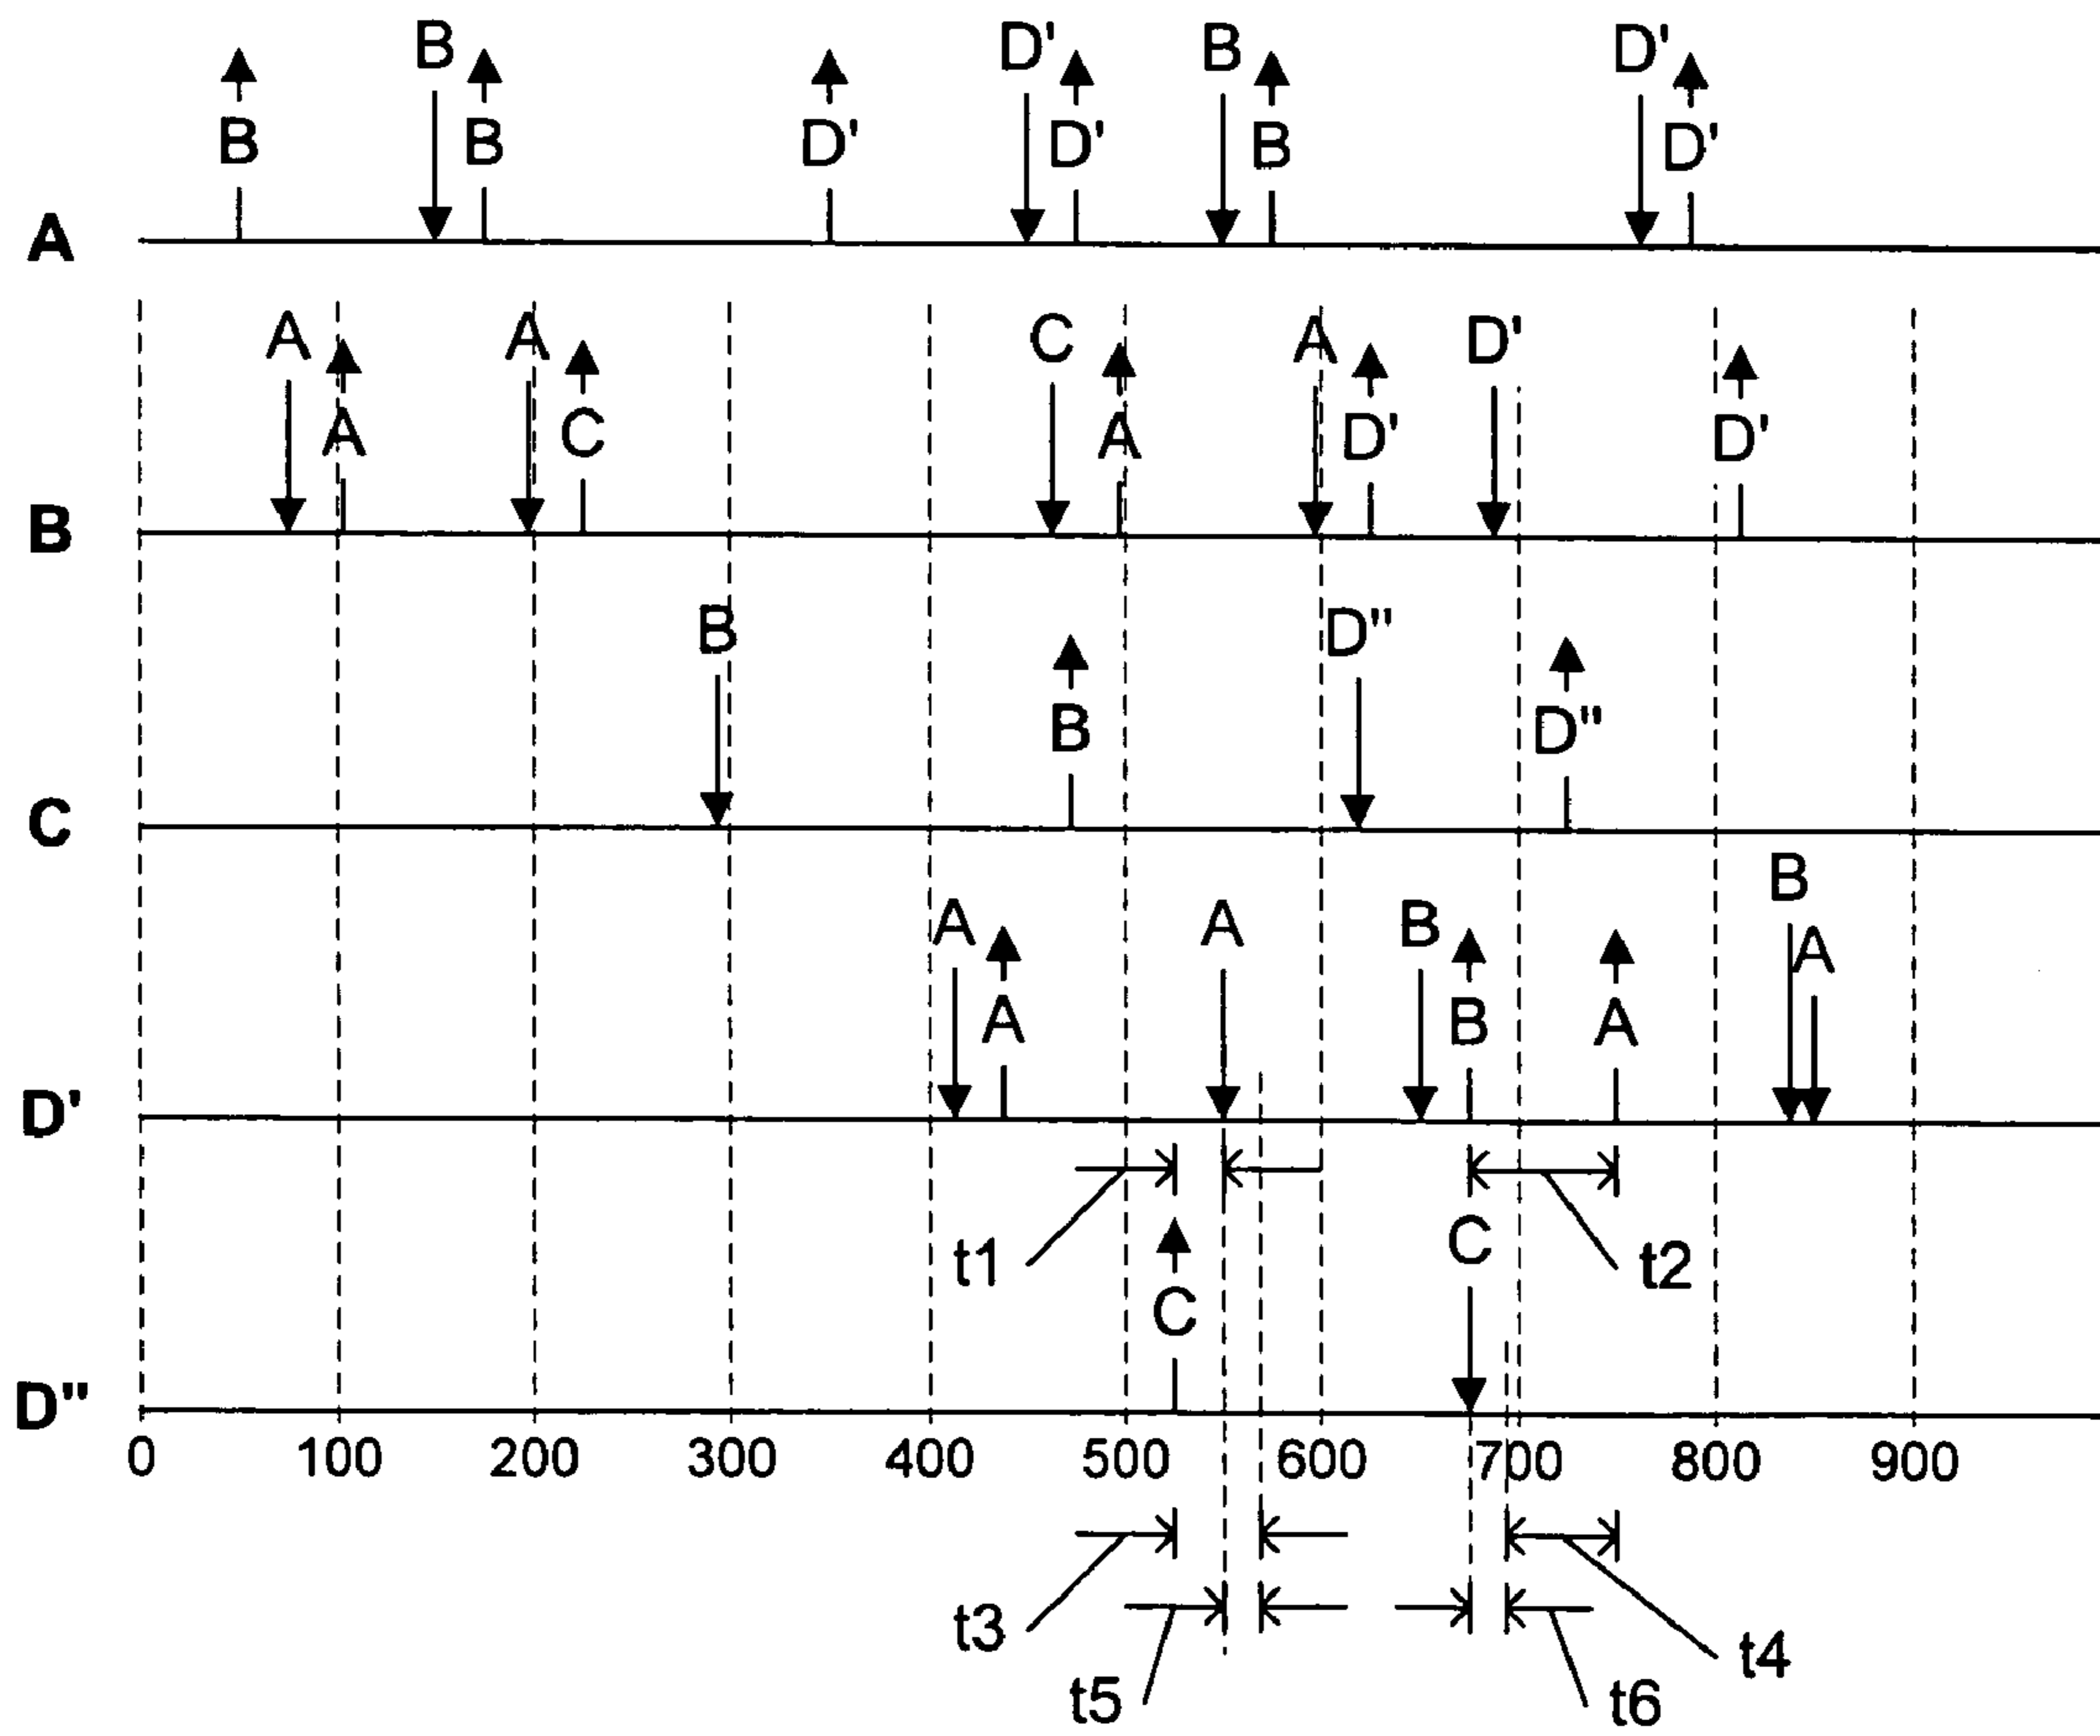 B D' B D'
B B D' D' B D'
A
A A C A D'
A C A D' D'
B
B D"
B D"
C
B
A A B A
A B A
D'
t1 C t2
C
D"
0 100 200 300 400 500 600 700 800 900
t3 t4
t5 t6